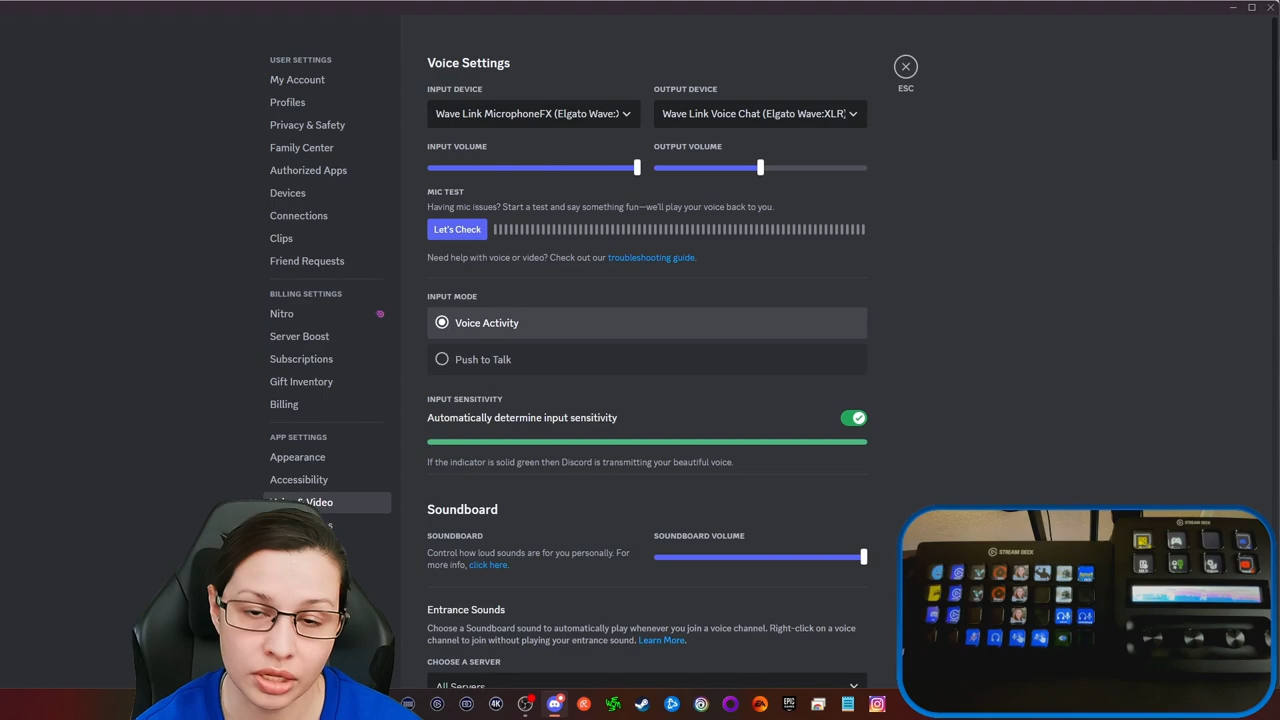 USER SETTINGS
My Account
Profiles
Privacy & Safety
Family Center
Authorized Apps
Devices
Connections
Clips
Friend Requests
BILLING SETTINGS
Nitro
Server Boost
Subscriptions
Gift Inventory
Billing
APP SETTINGS
Appearance
Accessibility
& Video
Voice Settings
INPUT DEVICE
Wave Link MicrophoneFX (Elgato Wave:
OUTPUT DEVICE
Wave Link Voice Chat (Elgato Wave:XLR)
ESC
INPUT VOLUME
OUTPUT VOLUME
MIC TEST
Having mic issues? Start a test and say something fun—we'll play your voice back to you.
Let's Check
Need help with voice or video? Check out our troubleshooting guide.
INPUT MODE
Voice Activity
Push to Talk
INPUT SENSITIVITY
Automatically determine input sensitivity
If the indicator is solid green then Discord is transmitting your beautiful voice.
Soundboard
SOUNDBOARD
Control how loud sounds are for you personally. For
more info, click here.
SOUNDBOARD VOLUME
Entrance Sounds
Choose a Soundboard sound to automatically play whenever you join a voice channel. Right-click on a voice
channel to join without playing your entrance sound. Learn More.
CHOOSE A SERVER
All Servers
STREAM DECK
STREAM DECK
4K
EA
EPIC
GAMES